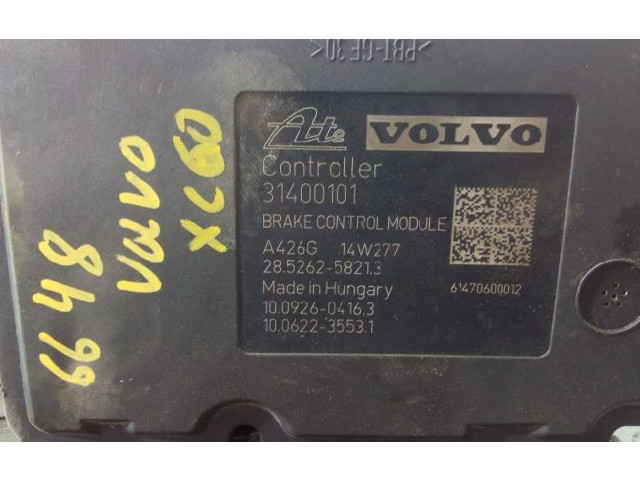 >PBT-GF30<
Ate VOLVO
Controller
31400101
BRAKE CONTROL MODULE
A426G 14W277
28.5262-5821.3
Made in Hungary 61470600012
10.0926-0416.3
10.0622-3553.1
6648
VOLVO
XC60